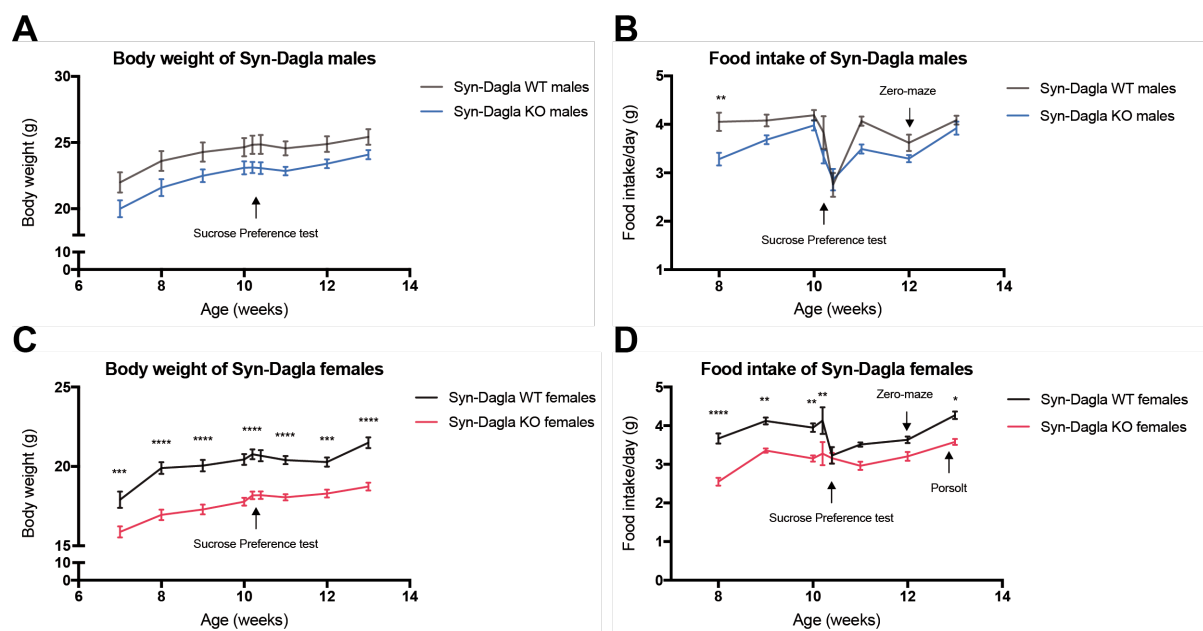 A
Body weight of Syn-Dagla males
30
25
20
10
0
6
8
10
12
14
Body weight (g)
Age (weeks)
Sucrose Preference test
Syn-Dagla WT males
Syn-Dagla KO males
B
Food intake of Syn-Dagla males
5
4
3
2
1
8
10
12
14
Food intake/day (g)
Age (weeks)
**
Zero-maze
Sucrose Preference test
Syn-Dagla WT males
Syn-Dagla KO males
C
Body weight of Syn-Dagla females
25
20
15
10
0
6
8
10
12
14
Body weight (g)
Age (weeks)
***
****
****
****
****
***
****
Sucrose Preference test
Syn-Dagla WT females
Syn-Dagla KO females
D
Food intake of Syn-Dagla females
5
4
3
2
1
0
8
10
12
14
Food intake/day (g)
Age (weeks)
****
**
**
**
*
Zero-maze
Porsolt
Sucrose Preference test
Syn-Dagla WT females
Syn-Dagla KO females